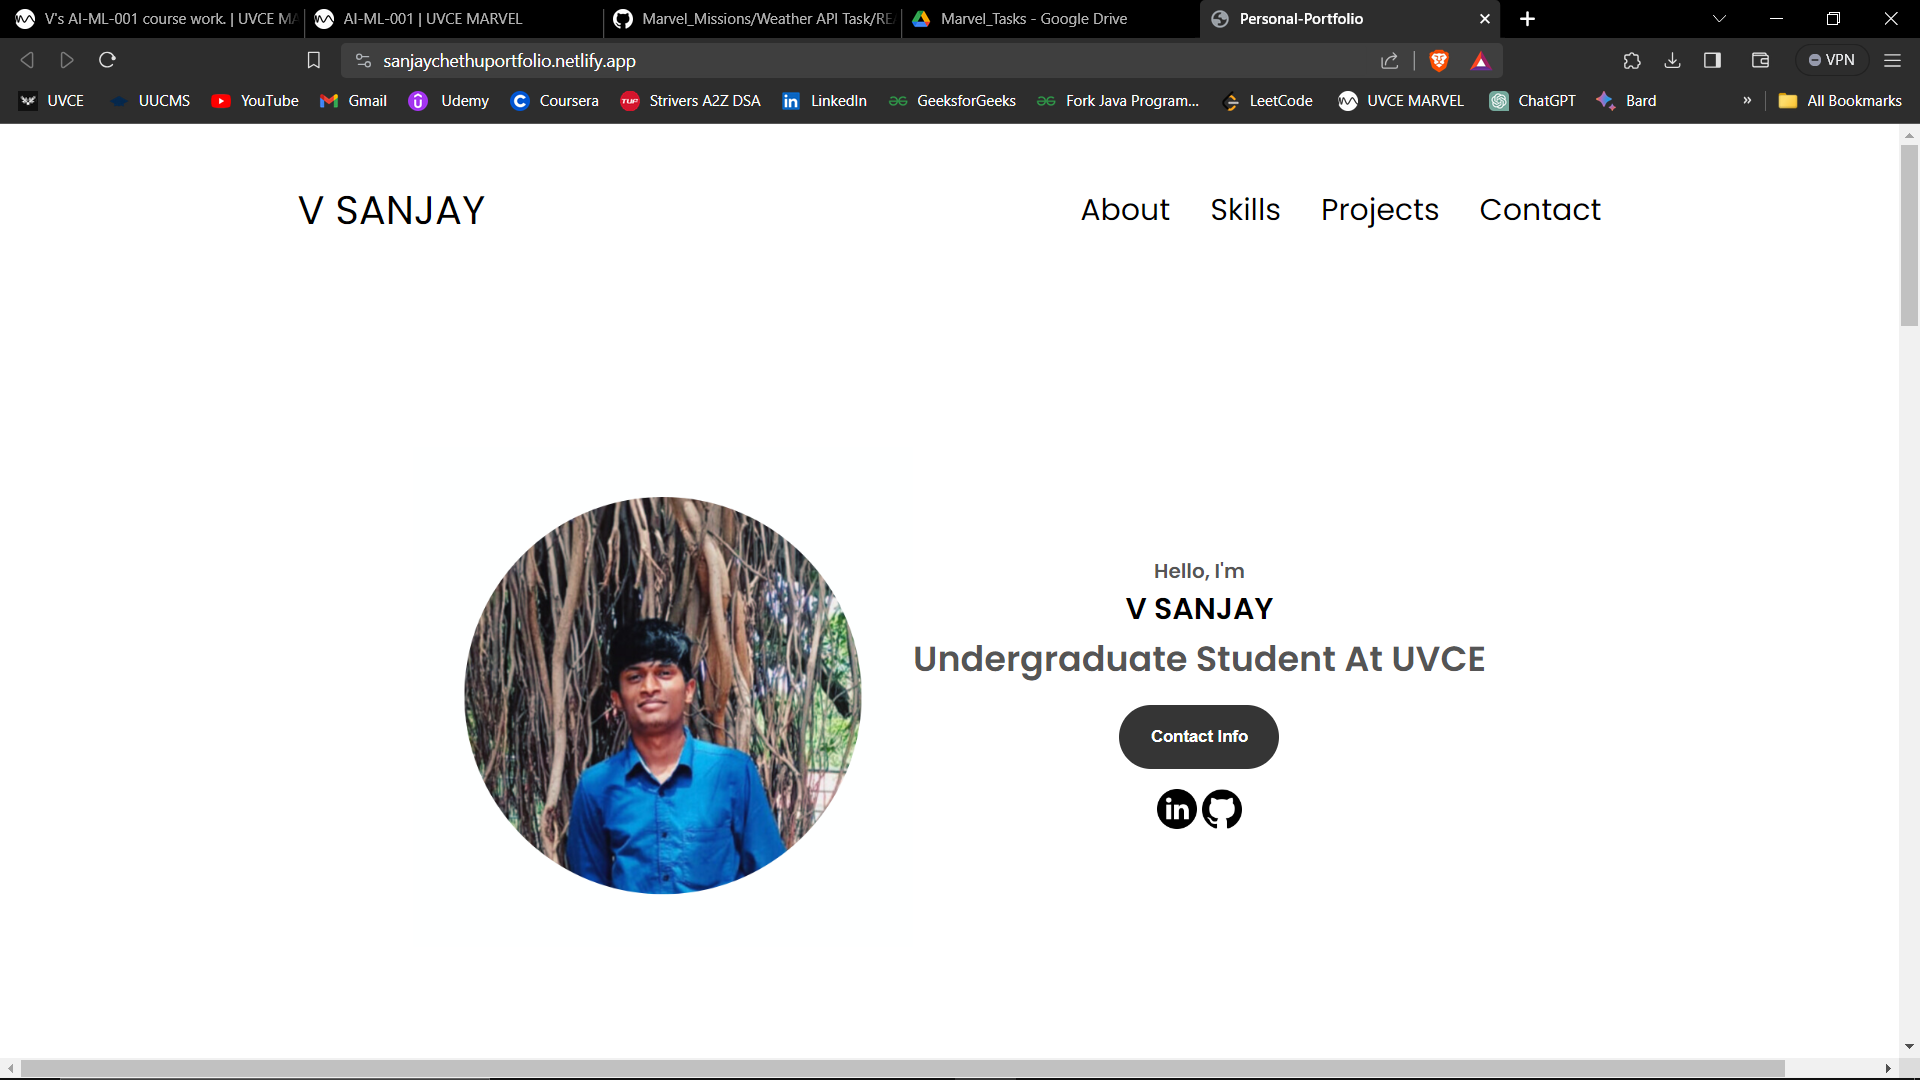 V's AI-ML-001 course work. | UVCE MA
AI-ML-001 | UVCE MARVEL
Marvel_Missions/Weather API Task/RE
Marvel_Tasks - Google Drive
Personal-Portfolio
sanjaychethuportfolio.netlify.app
VPN
UVCE
UUCMS
YouTube
Gmail
Udemy
Coursera
TUF
Strivers A2Z DSA
LinkedIn
GeeksforGeeks
Fork Java Program...
LeetCode
UVCE MARVEL
ChatGPT
Bard
»
All Bookmarks
V SANJAY
About
Skills
Projects
Contact
Hello, I'm
V SANJAY
Undergraduate Student At UVCE
Contact Info
in